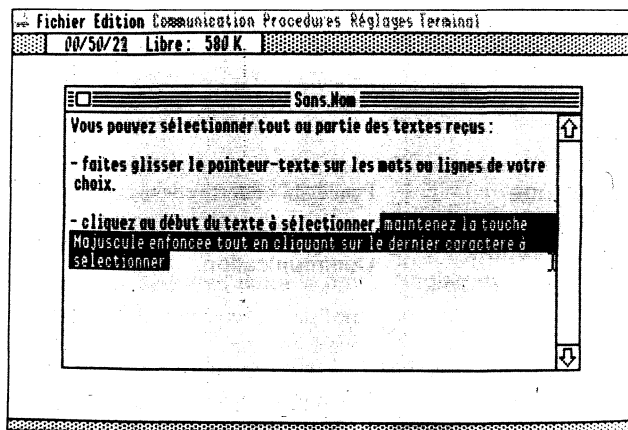 Fichier Edition Communication Procedures Réglages Terminal
00/50/22 Libre : 580 K.
Sans.Nom
Vous pouvez sélectionner tout ou partie des textes reçus :
- faites glisser le pointeur-texte sur les mots ou lignes de votre
choix.
- cliquez au début du texte à sélectionner, maintenez la touche
Majuscule enfoncee tout en cliquant sur le dernier caractere à
selectionner